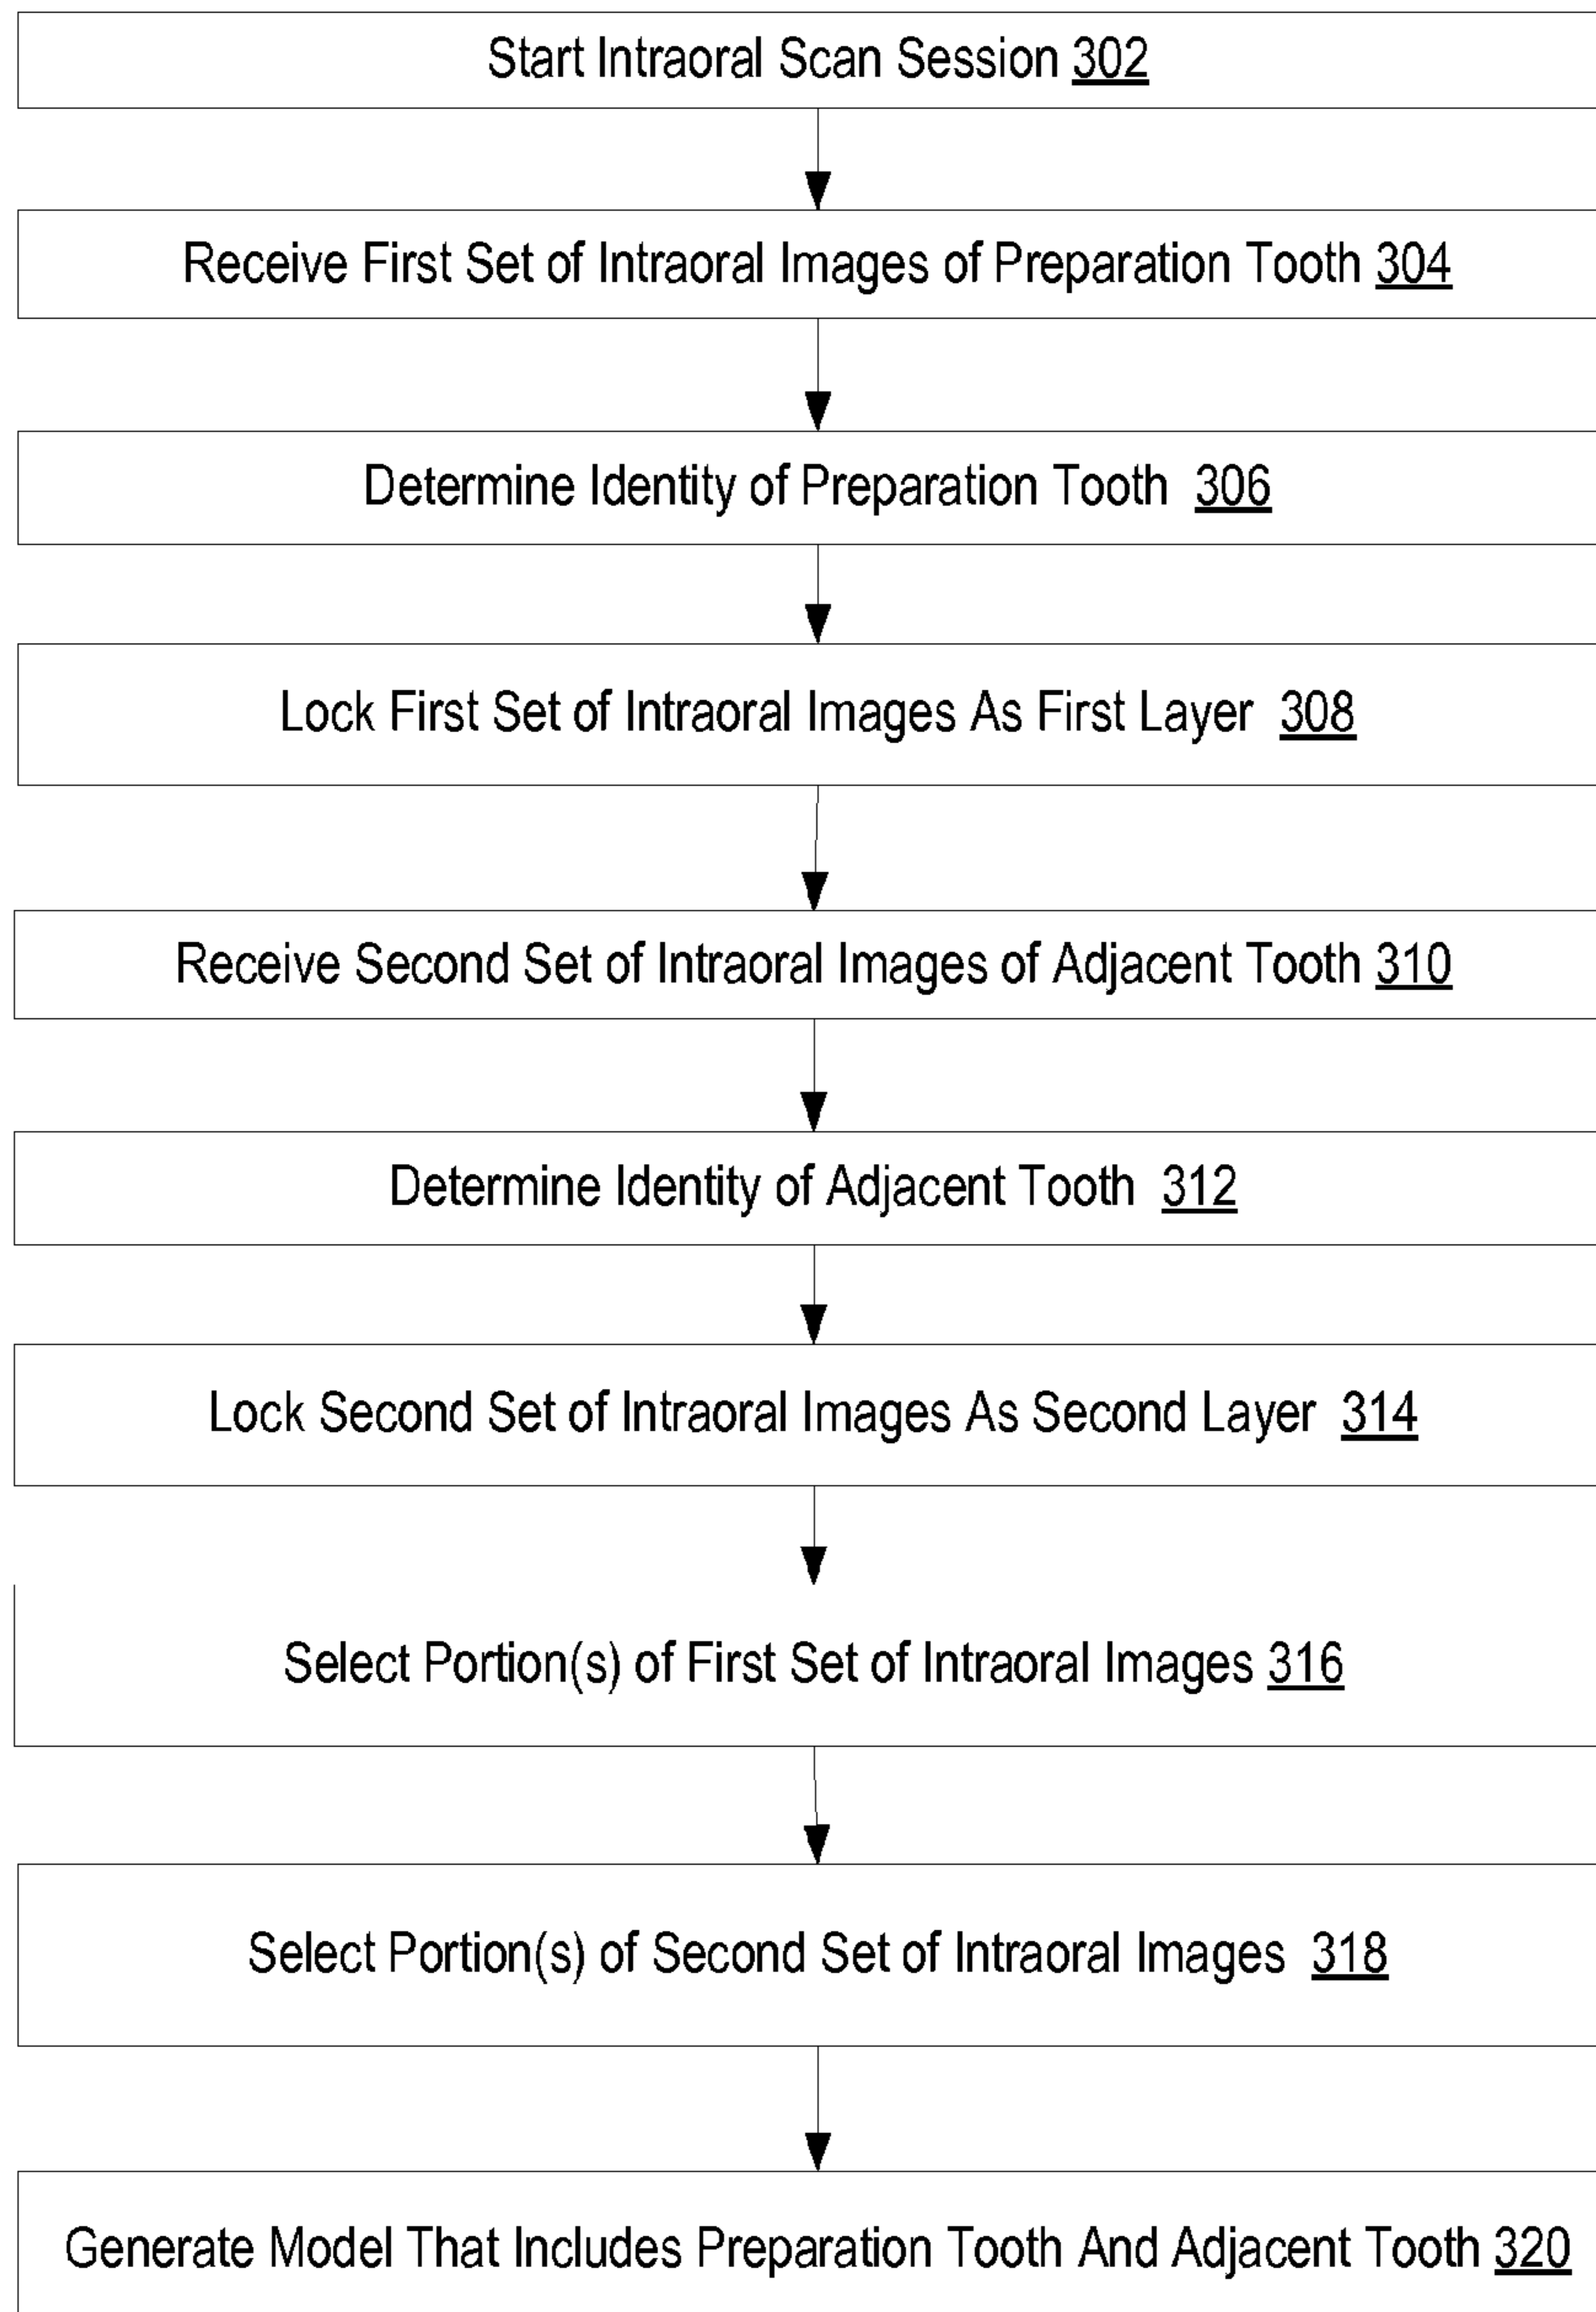 Start Intraoral Scan Session 302
Receive First Set of Intraoral Images of Preparation Tooth 304
Determine Identity of Preparation Tooth 306
Lock First Set of Intraoral Images As First Layer 308
Receive Second Set of Intraoral Images of Adjacent Tooth 310
Determine Identity of Adjacent Tooth 312
Lock Second Set of Intraoral Images As Second Layer 314
Select Portion(s) of First Set of Intraoral Images 316
Select Portion(s) of Second Set of Intraoral Images 318
Generate Model That Includes Preparation Tooth And Adjacent Tooth 320